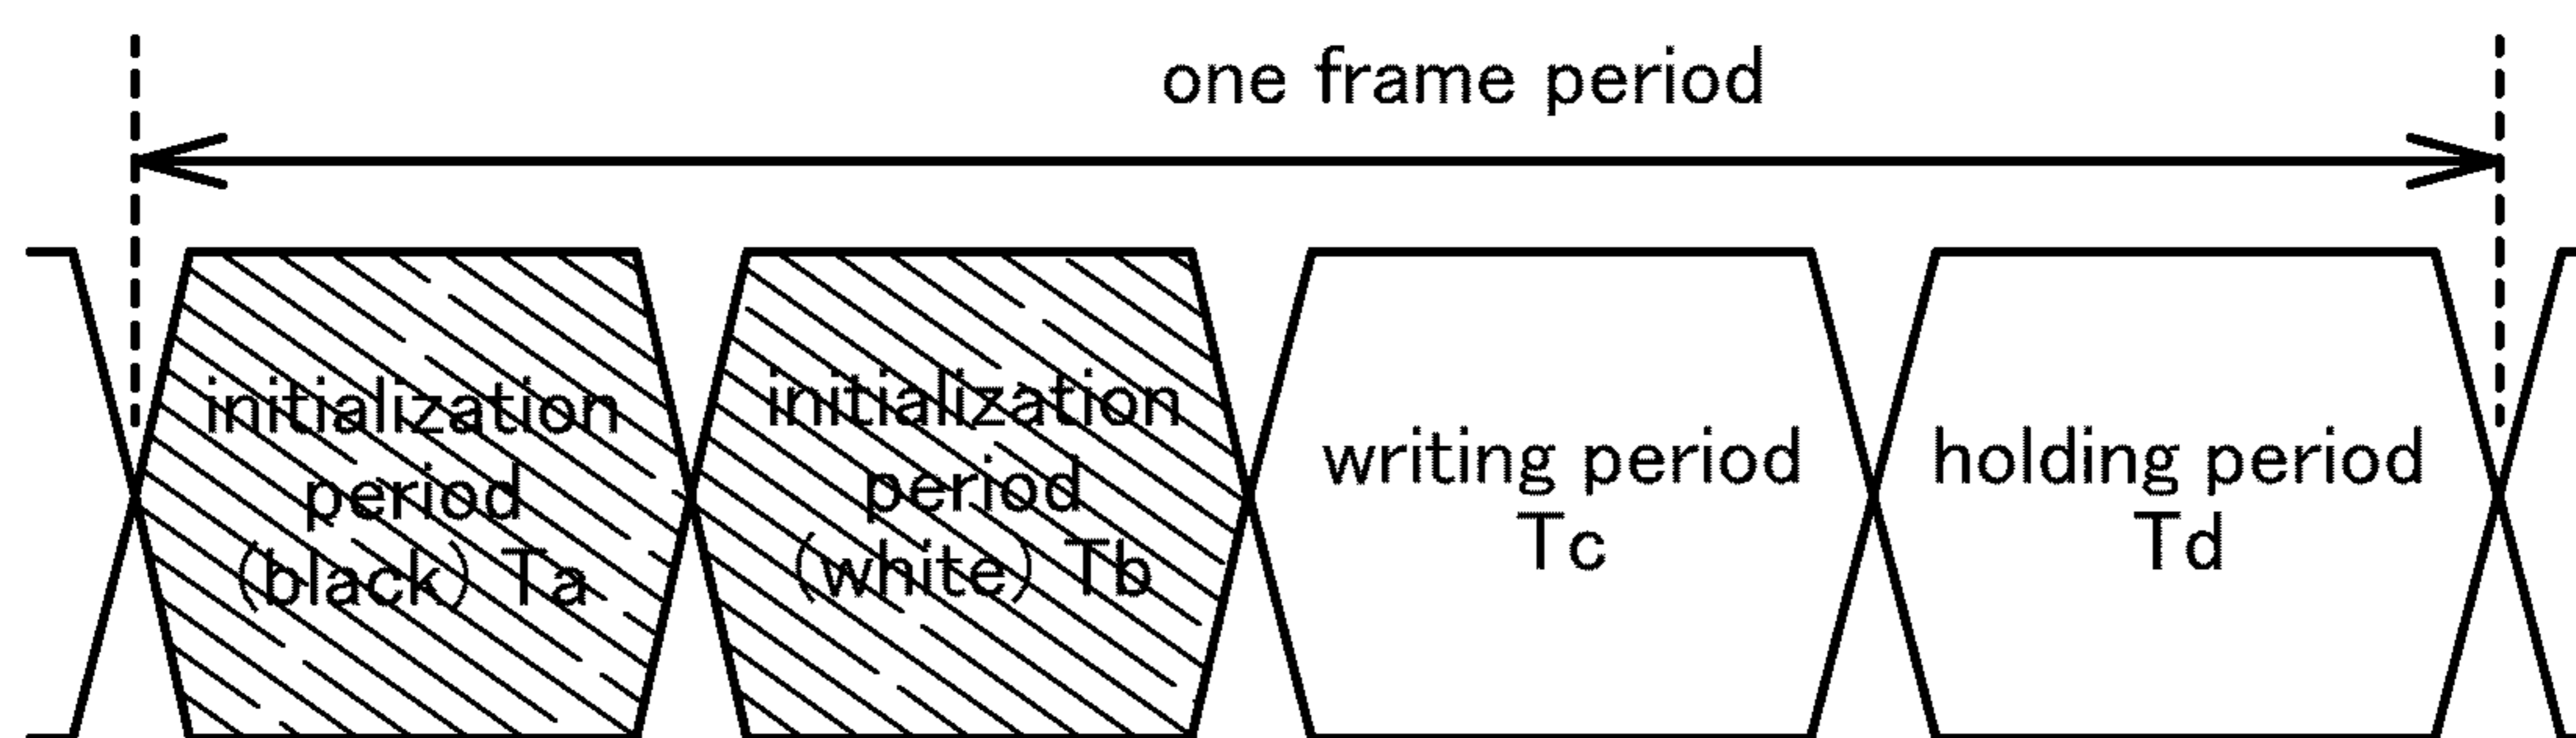 one frame period
initialization
period
(black) Ta
initialization
period
(white) Tb
writing period
Tc
holding period
Td